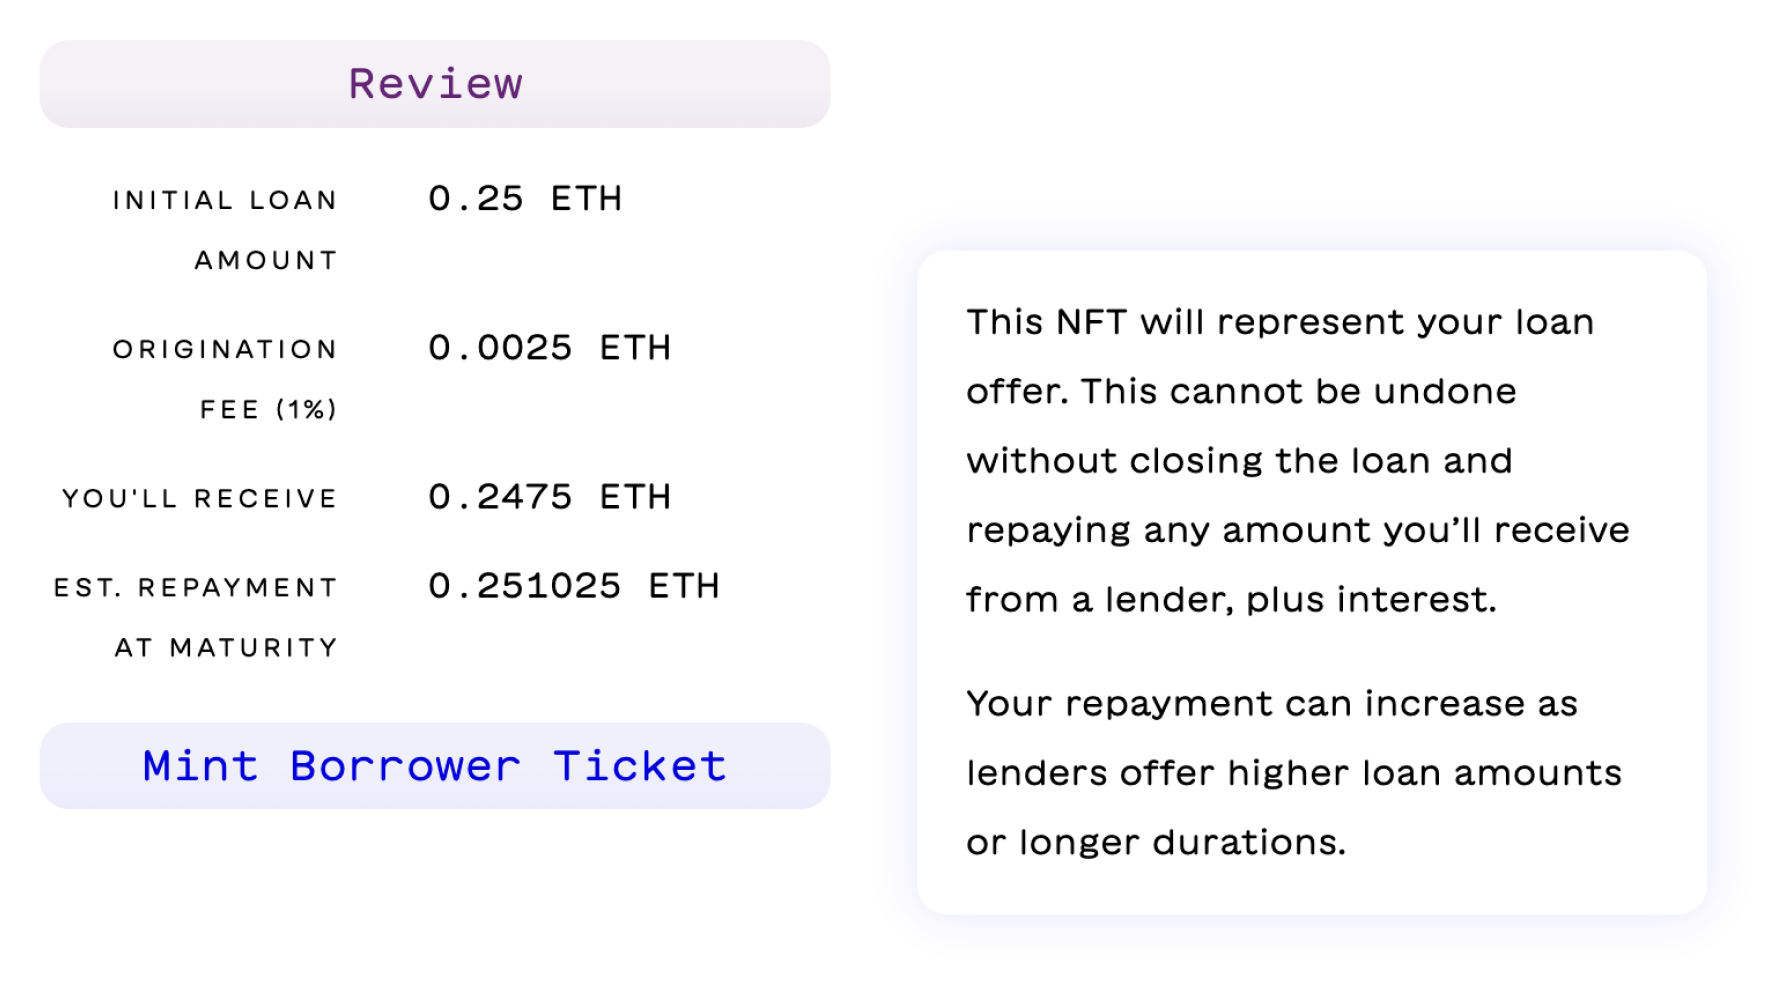 Review
INITIAL LOAN
AMOUNT
0.25 ETH
ORIGINATION
FEE (1%)
0.0025 ETH
YOU'LL RECEIVE
0.2475 ETH
EST. REPAYMENT
AT MATURITY
0.251025 ETH
Mint Borrower Ticket
This NFT will represent your loan
offer. This cannot be undone
without closing the loan and
repaying any amount you’ll receive
from a lender, plus interest.
Your repayment can increase as
lenders offer higher loan amounts
or longer durations.